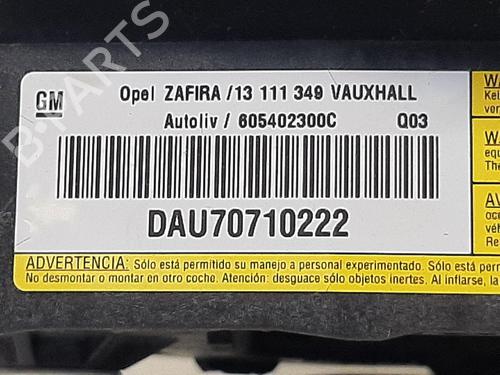 B-PARTS
GM
Opel ZAFIRA /13 111 349 VAUXHALL
Autoliv / 605402300C Q03
DAU70710222
ADVERTENCIA: Sólo está permitido su manejo a personal experimentado. Sólo está
No desmontar o montar en otro coche. Atención: desguace sólo objetos inertes. Al inflarse, la